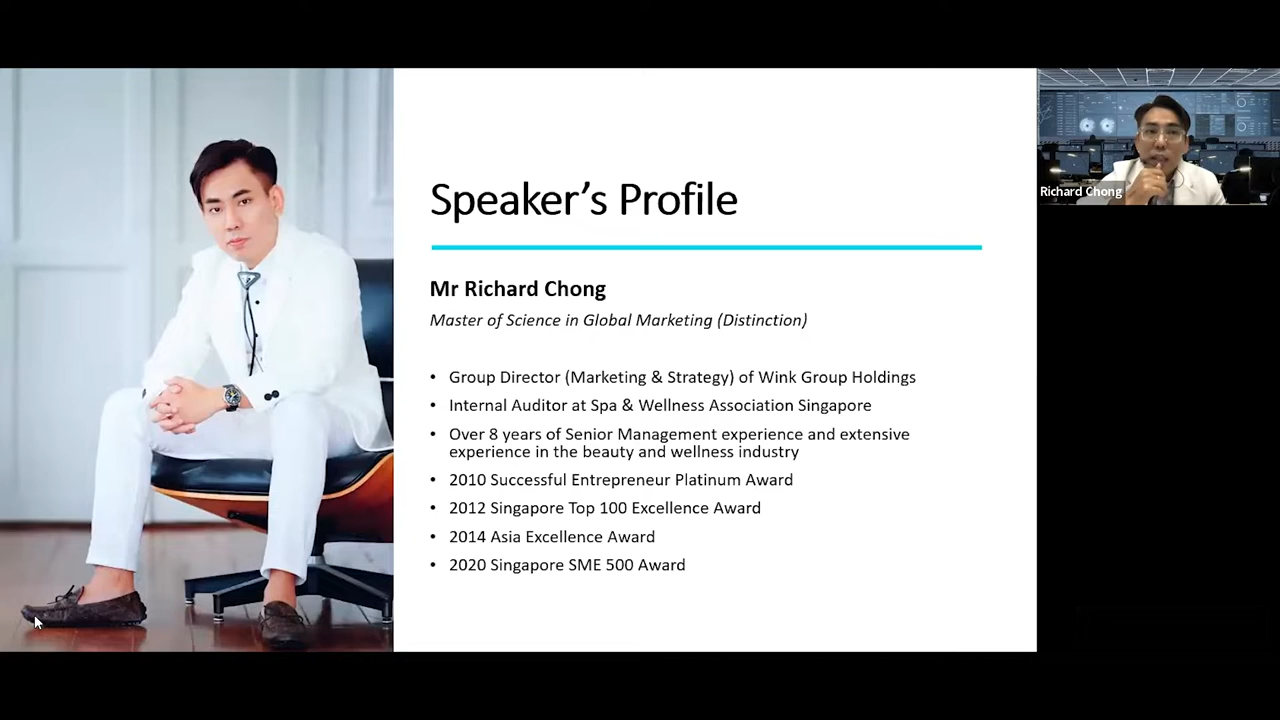 Speaker's Profile
Mr Richard Chong
Master of Science in Global Marketing (Distinction)
• Group Director (Marketing & Strategy) of Wink Group Holdings
• Internal Auditor at Spa & Wellness Association Singapore
• Over 8 years of Senior Management experience and extensive
experience in the beauty and wellness industry
• 2010 Successful Entrepreneur Platinum Award
• 2012 Singapore Top 100 Excellence Award
• 2014 Asia Excellence Award
• 2020 Singapore SME 500 Award
Richard Chong